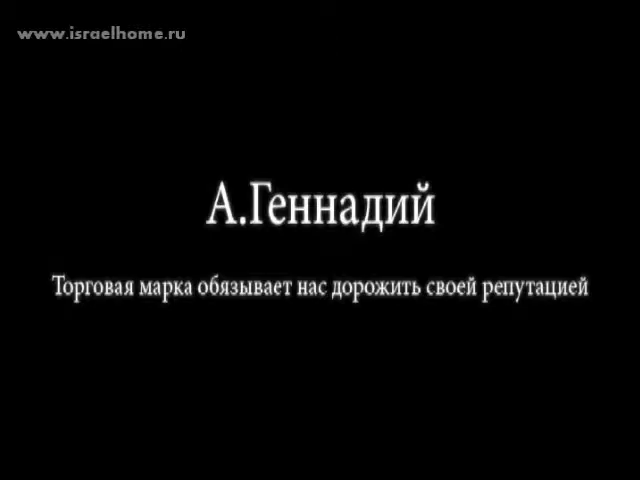 www.israelhome.ru
А.Геннадий
Торговая марка обязывает нас дорожить своей репутацией